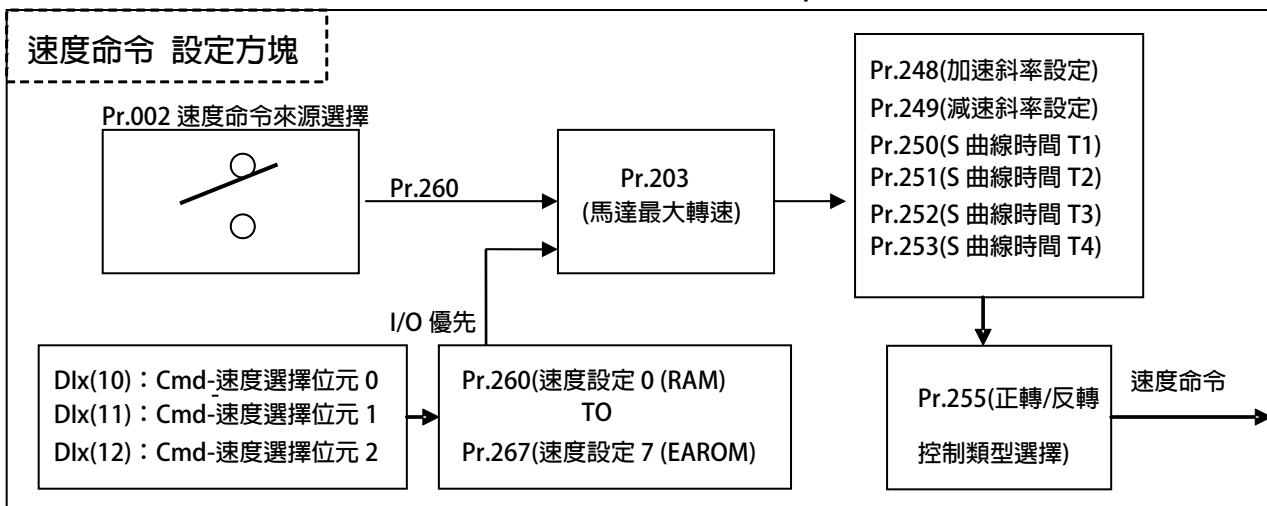 速度命令 設定方塊
Pr.002 速度命令來源選擇
Pr.260
Pr.203
(馬達最大轉速)
Pr.248(加速斜率設定)
Pr.249(減速斜率設定)
Pr.250(S 曲線時間 T1)
Pr.251(S 曲線時間 T2)
Pr.252(S 曲線時間 T3)
Pr.253(S 曲線時間 T4)
I/O 優先
DIx(10)：Cmd-速度選擇位元 0
DIx(11)：Cmd-速度選擇位元 1
DIx(12)：Cmd-速度選擇位元 2
Pr.260(速度設定 0 (RAM)
TO
Pr.267(速度設定 7 (EAROM)
Pr.255(正轉/反轉
控制類型選擇)
速度命令